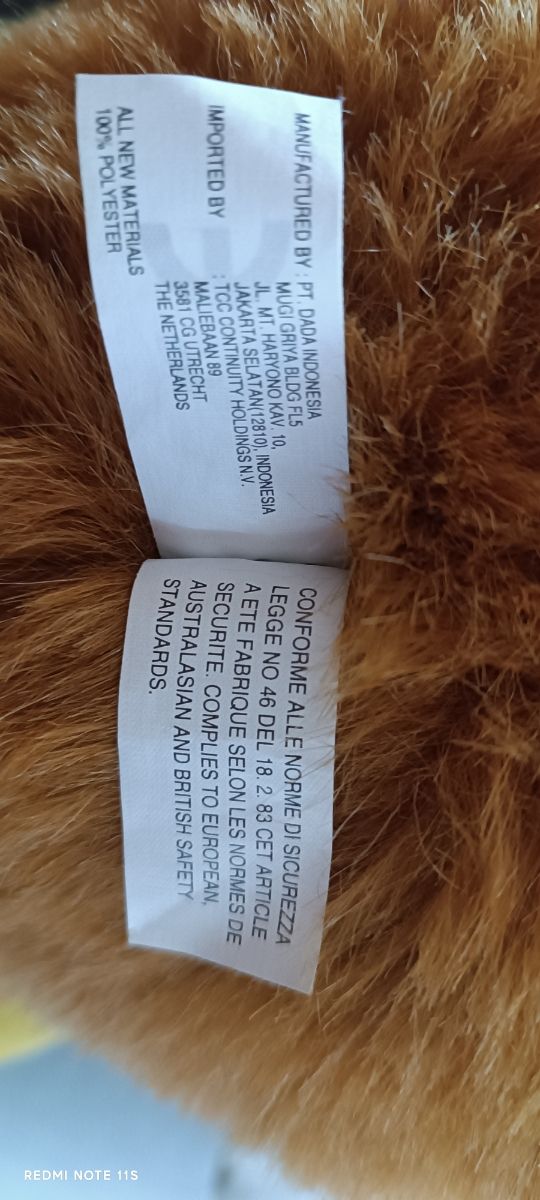 MANUFACTURED BY : PT. DADA INDONESIA
MUGI GRIYA BLDG FL5
JL. MT. HARYONO KAV. 10,
JAKARTA SELATAN(12810), INDONESIA
IMPORTED BY : TCC CONTINUITY HOLDINGS N.V.
MALIEBAAN 89
3581 CG UTRECHT
THE NETHERLANDS
ALL NEW MATERIALS
100% POLYESTER
CONFORME ALLE NORME DI SICUREZZA
LEGGE NO 46 DEL 18. 2. 83 CET ARTICLE
A ETE FABRIQUE SELON LES NORMES DE
SECURITE. COMPLIES TO EUROPEAN,
AUSTRALASIAN AND BRITISH SAFETY
STANDARDS.
REDMI NOTE 11S